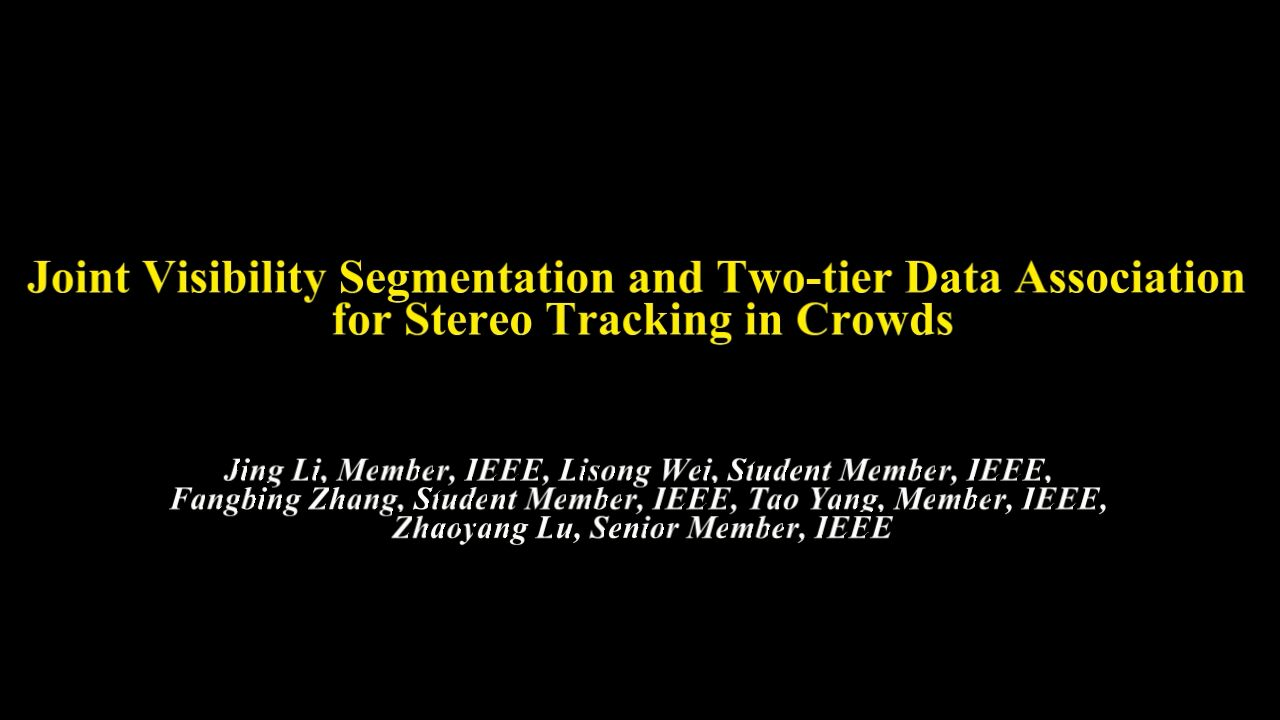 Joint Visibility Segmentation and Two-tier Data Association
for Stereo Tracking in Crowds
Jing Li, Member, IEEE, Lisong Wei, Student Member, IEEE,
Fangbing Zhang, Student Member, IEEE, Tao Yang, Member, IEEE,
Zhaoyang Lu, Senior Member, IEEE